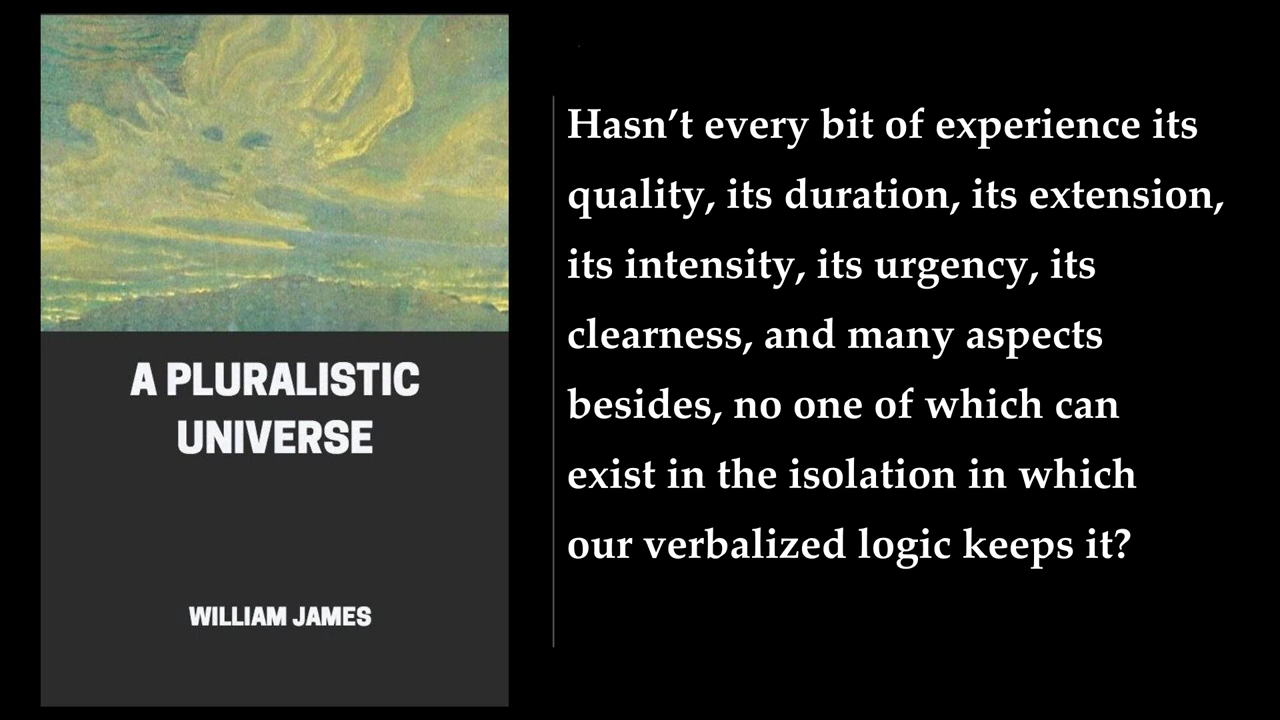 A PLURALISTIC
UNIVERSE
WILLIAM JAMES
Hasn’t every bit of experience its
quality, its duration, its extension,
its intensity, its urgency, its
clearness, and many aspects
besides, no one of which can
exist in the isolation in which
our verbalized logic keeps it?